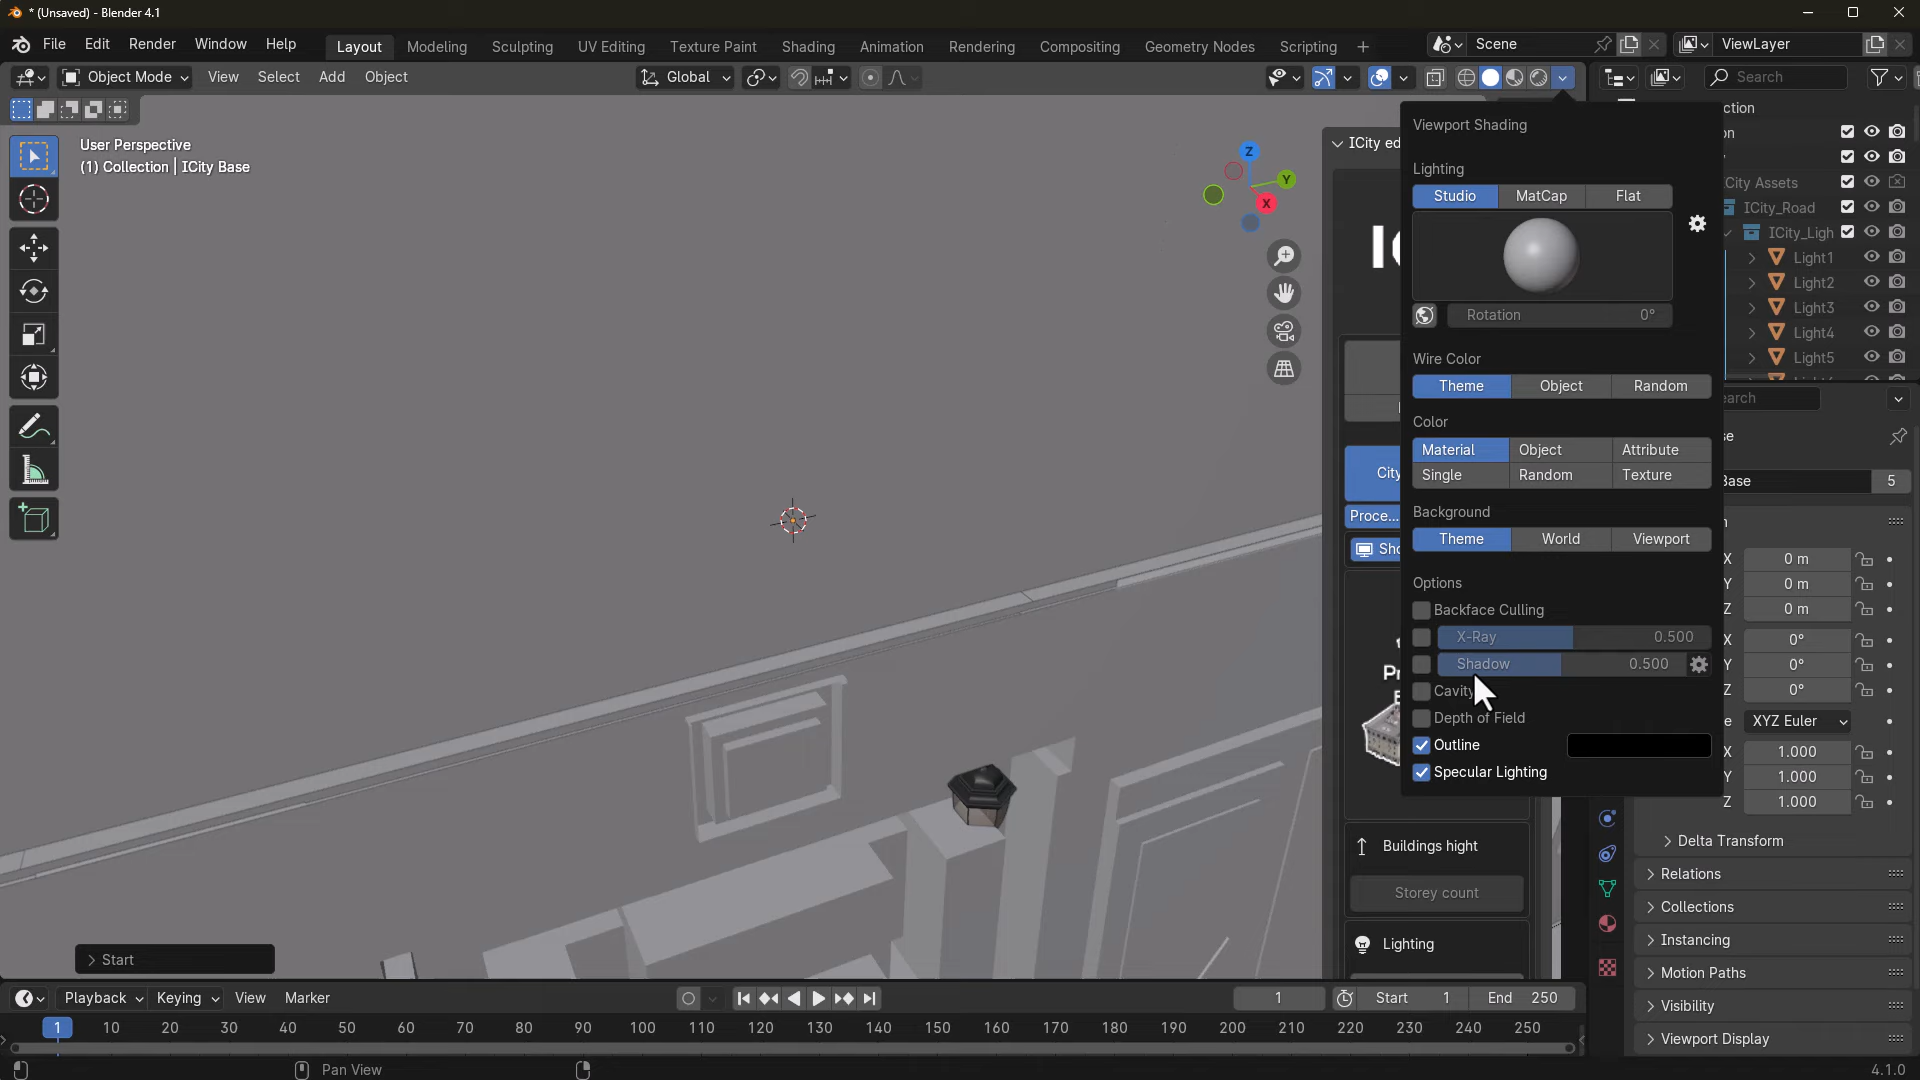 * (Unsaved) - Blender 4.1
File Edit Render Window Help
Layout Modeling Sculpting UV Editing Texture Paint Shading Animation Rendering Compositing Geometry Nodes Scripting +
Scene
ViewLayer
Object Mode View Select Add Object
Global
Search
User Perspective
(1) Collection | ICity Base
Z
Y
X
ICity ed
IC
City
Proce...
Sho
Buildings hight
Storey count
Lighting
Viewport Shading
Lighting
Studio MatCap Flat
Rotation 0°
Wire Color
Theme Object Random
Color
Material Object Attribute
Single Random Texture
Background
Theme World Viewport
Options
Backface Culling
X-Ray 0.500
Shadow 0.500
Cavity
Depth of Field
Outline
Specular Lighting
ction
on
City Assets
ICity_Road
ICity_Ligh
Light1
Light2
Light3
Light4
Light5
earch
se
Base 5
X 0 m
Y 0 m
Z 0 m
X 0°
Y 0°
Z 0°
e XYZ Euler
X 1.000
Y 1.000
Z 1.000
Delta Transform
Relations
Collections
Instancing
Motion Paths
Visibility
Viewport Display
Start
Playback Keying View Marker
1 Start 1 End 250
1 10 20 30 40 50 60 70 80 90 100 110 120 130 140 150 160 170 180 190 200 210 220 230 240 250
Pan View
4.1.0